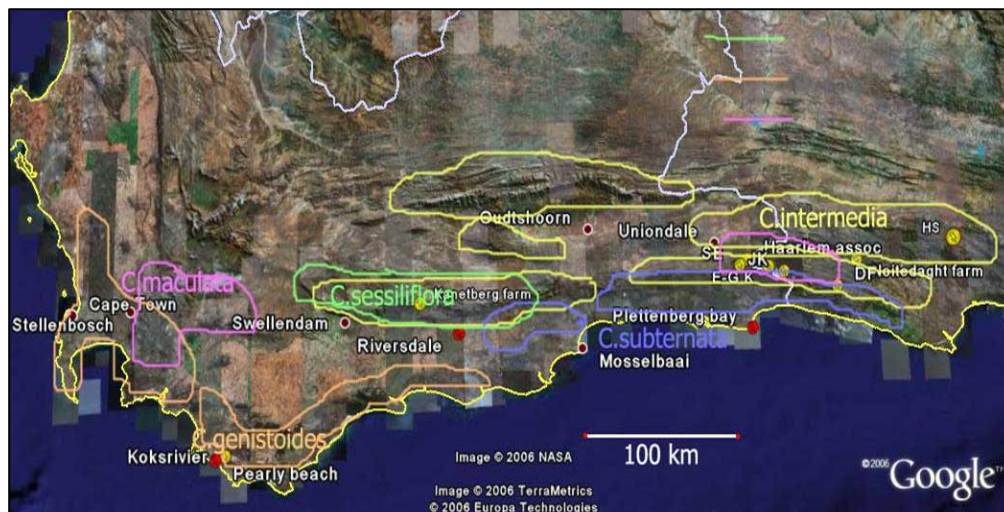 Oudtshoorn
Uniondale
C.intermedia
HS
SE
Haarlem assoc
JK
E-G K
DF
Noitedaght farm
C.maculata
Cape Town
Stellenbosch
C.sessiliflora
Kanetberg farm
Swellendam
Riversdale
Plettenberg bay
C.subternata
Mosselbaai
C.genistoides
Koksrivier
Pearly beach
100 km
Image © 2006 NASA
Image © 2006 TerraMetrics
© 2006 Europa Technologies
©2006 Google